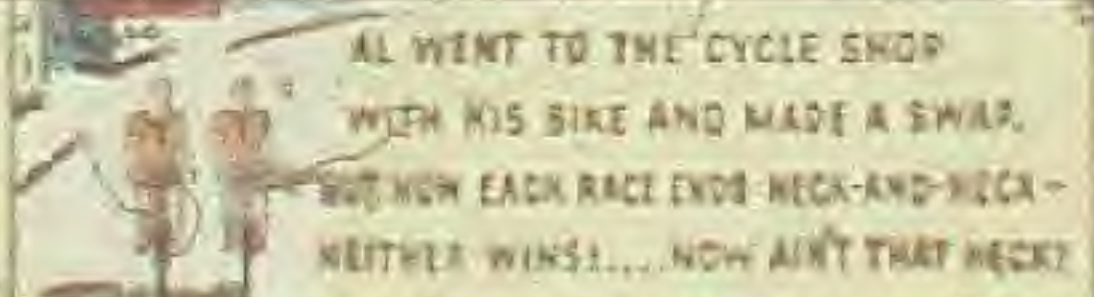 AL WENT TO THE CYCLE SHOP
WITH HIS BIKE AND MADE A SWAP.
BUT NOW EACH RACE ENDS NECK-AND-NECK-
NEITHER WINS!....NOW AIN'T THAT HECK?